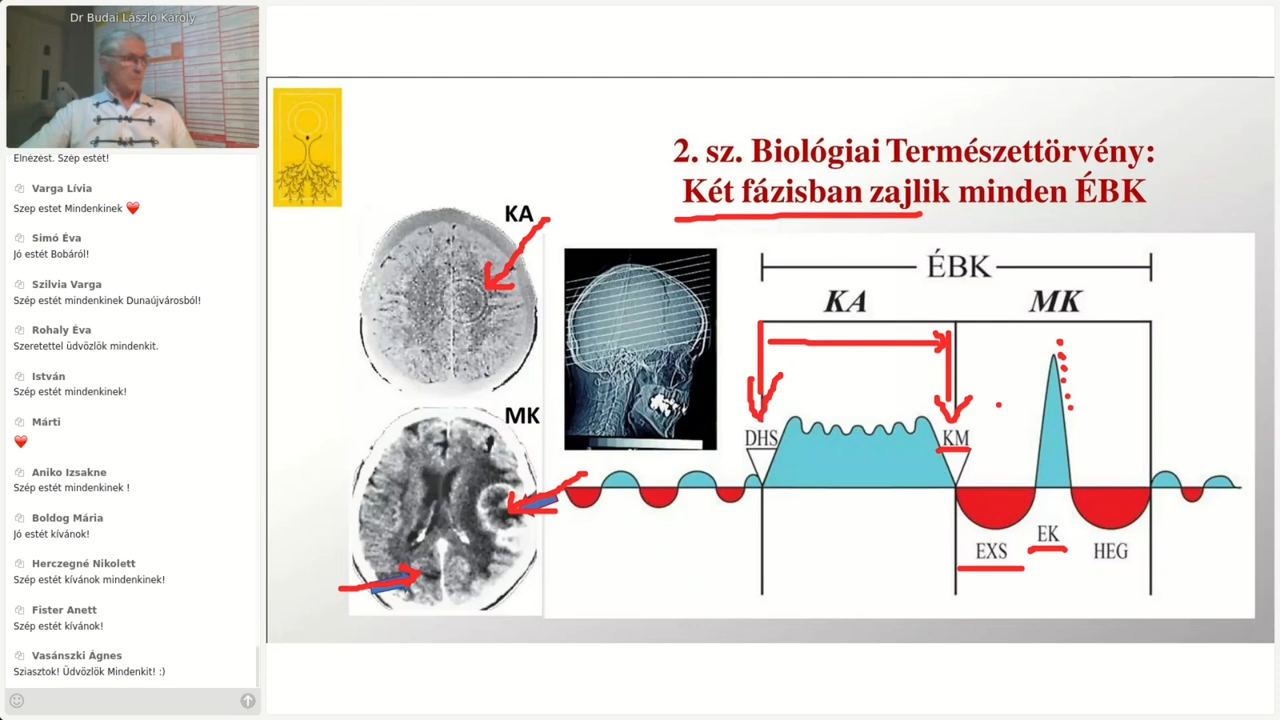 Dr Budai László Károly
Elnézést. Szép estét!
Varga Lívia
Szep estet Mindenkinek ❤️
Simó Éva
Jó estét Bobáról!
Szilvia Varga
Szép estét mindenkinek Dunaújvárosból!
Rohaly Éva
Szeretettel üdvözlök mindenkit.
István
Szép estét mindenkinek!
Márti
❤️
Aniko Izsakne
Szép estét mindenkinek !
Boldog Mária
Jó estét kívánok!
Herczegné Nikolett
Szép estét kívánok mindenkinek!
Fister Anett
Szép estét kívánok!
Vasánszki Ágnes
Sziasztok! Üdvözlök Mindenkit! :)
2. sz. Biológiai Természettörvény:
Két fázisban zajlik minden ÉBK
KA
MK
ÉBK
KA
MK
DHS
KM
EXS
EK
HEG